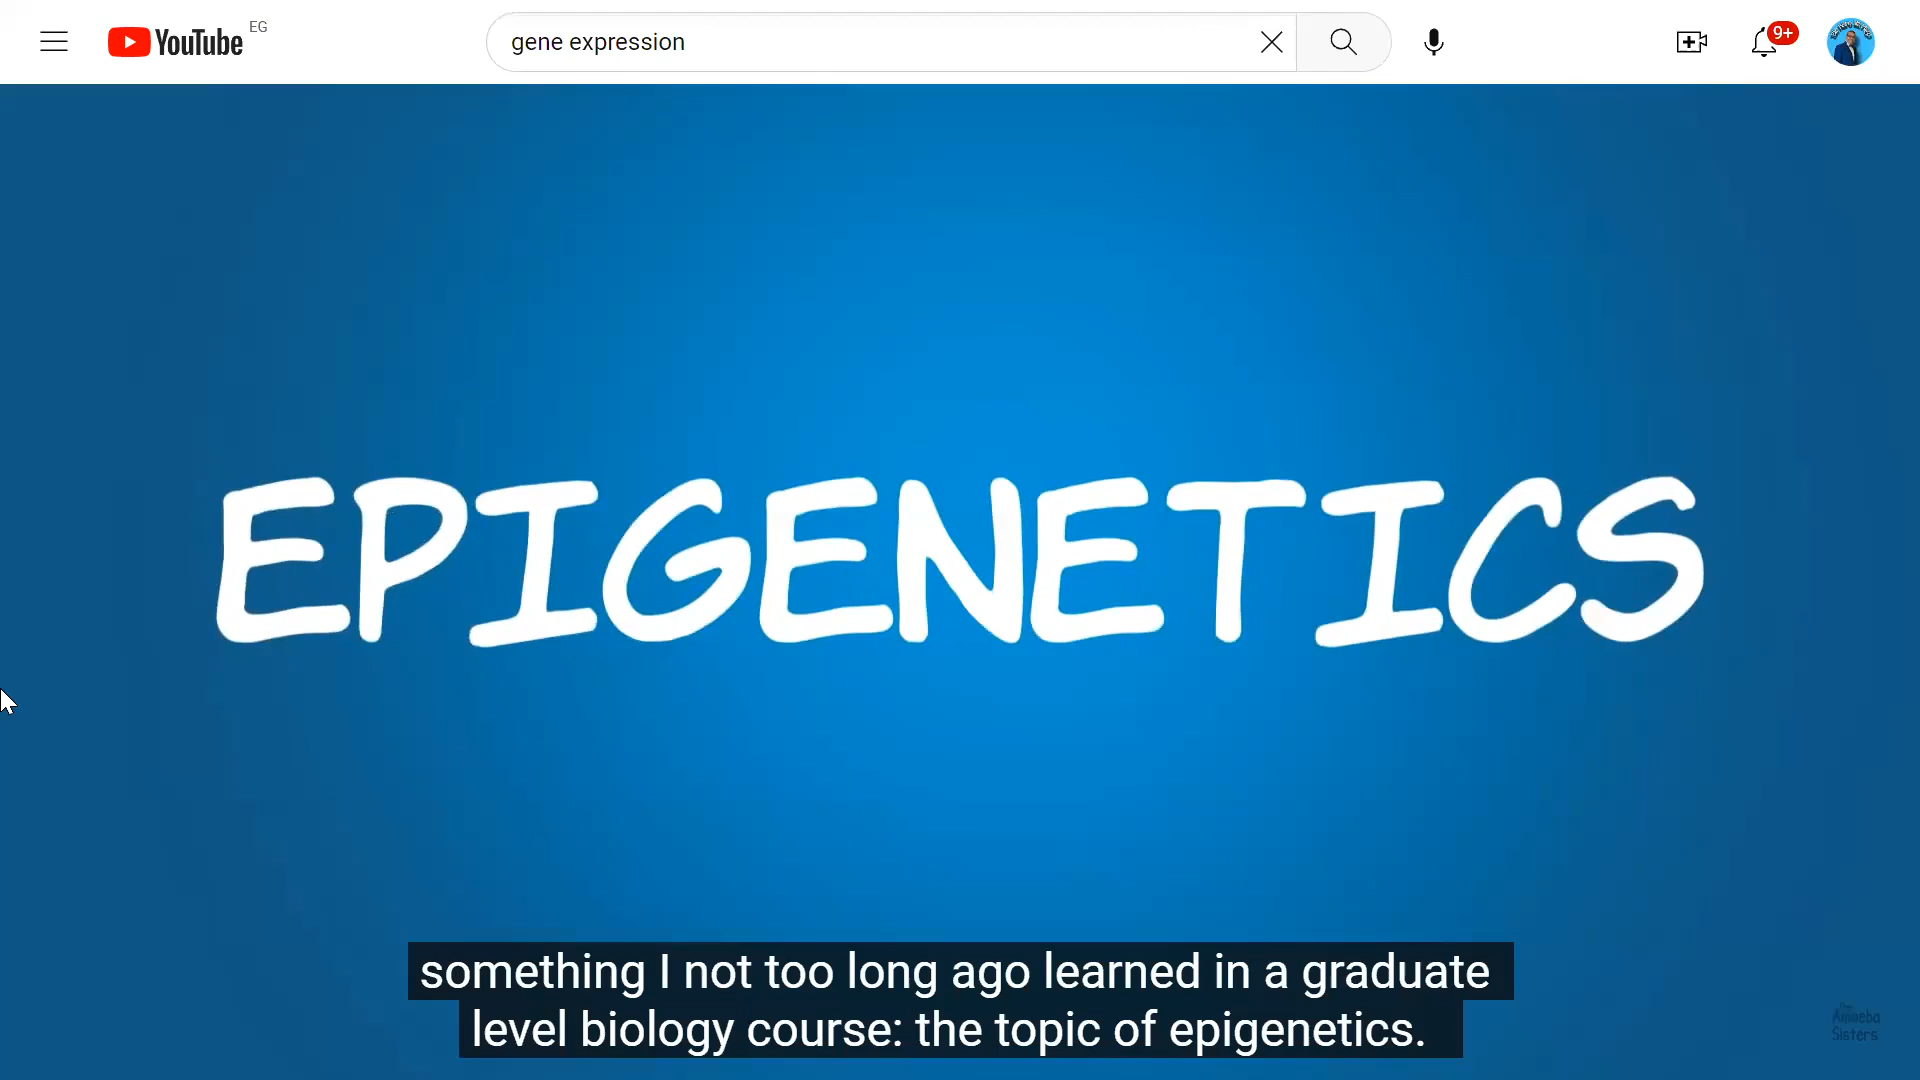 YouTube EG
gene expression
9+
EPIGENETICS
something I not too long ago learned in a graduate
level biology course: the topic of epigenetics.
Amoeba
Sisters